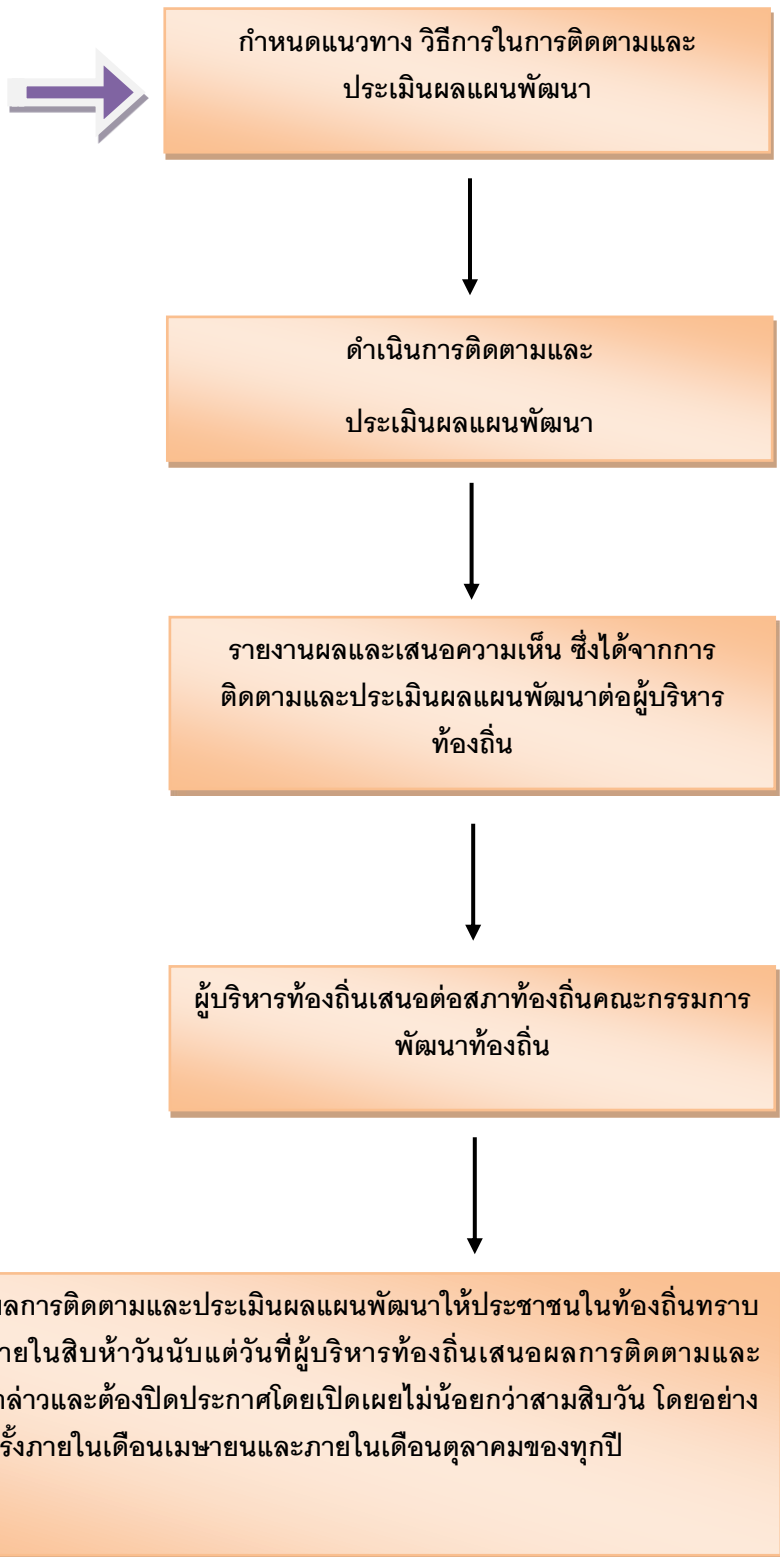 กำหนดแนวทาง วิธีการในการติดตามและ
ประเมินผลแผนพัฒนา
ดำเนินการติดตามและ
ประเมินผลแผนพัฒนา
รายงานผลและเสนอความเห็น ซึ่งได้จากการ
ติดตามและประเมินผลแผนพัฒนาต่อผู้บริหาร
ท้องถิ่น
ผู้บริหารท้องถิ่นเสนอต่อสภาท้องถิ่นคณะกรรมการ
พัฒนาท้องถิ่น
ผลการติดตามและประเมินผลแผนพัฒนาให้ประชาชนในท้องถิ่นทราบ
ายในสิบห้าวันนับแต่วันที่ผู้บริหารท้องถิ่นเสนอผลการติดตามและ
กล่าวและต้องปิดประกาศโดยเปิดเผยไม่น้อยกว่าสามสิบวัน โดยอย่าง
รั้งภายในเดือนเมษายนและภายในเดือนตุลาคมของทุกปี